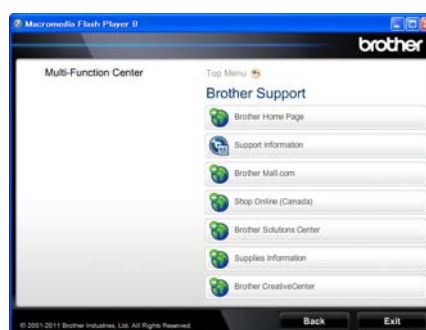 Macromedia Flash Player 8
brother
Multi-Function Center
Top Menu
Brother Support
Brother Home Page
Support Information
Brother Mall.com
Shop Online (Canada)
Brother Solutions Center
Supplies Information
Brother CreativeCenter
© 2001-2011 Brother Industries, Ltd. All Rights Reserved.
Back
Exit